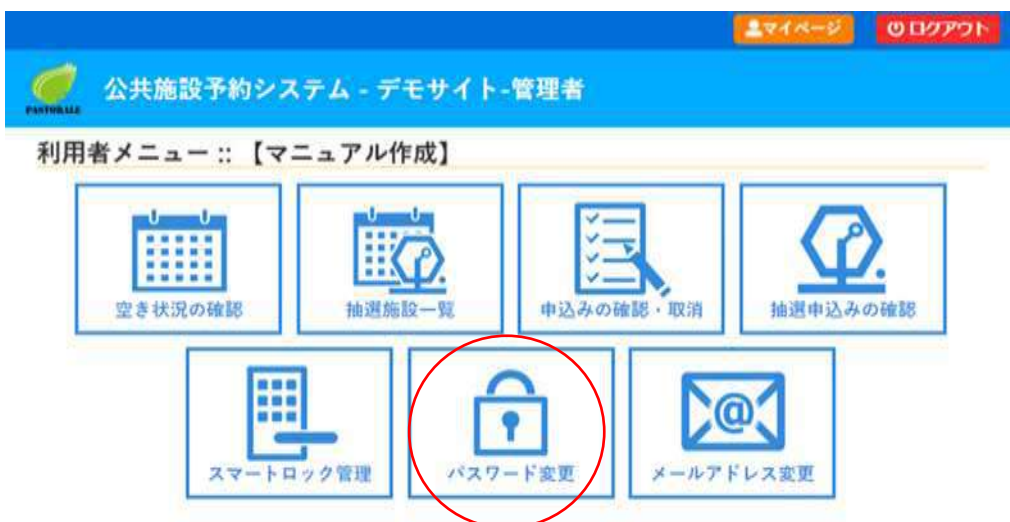 マイページ ログアウト
PASTORALE
公共施設予約システム - デモサイト-管理者
利用者メニュー :: 【マニュアル作成】
空き状況の確認 抽選施設一覧 申込みの確認・取消 抽選申込みの確認
スマートロック管理 パスワード変更 メールアドレス変更